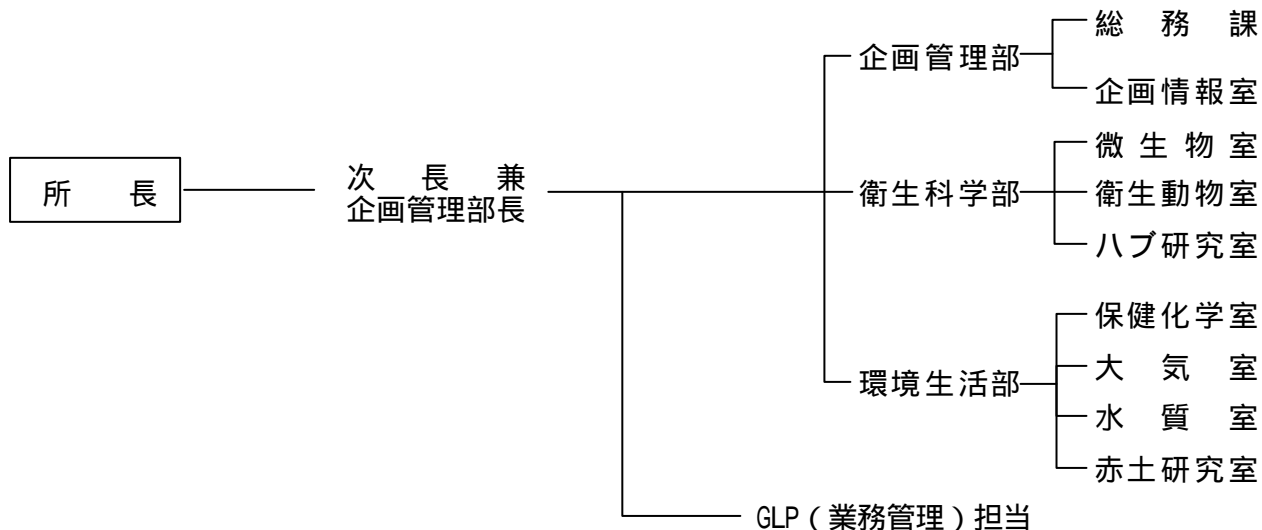 所　長
次　長　兼
企画管理部長
企画管理部
総　務　課
企画情報室
衛生科学部
微生物室
衛生動物室
ハブ研究室
環境生活部
保健化学室
大　気　室
水　質　室
赤土研究室
GLP（業務管理）担当